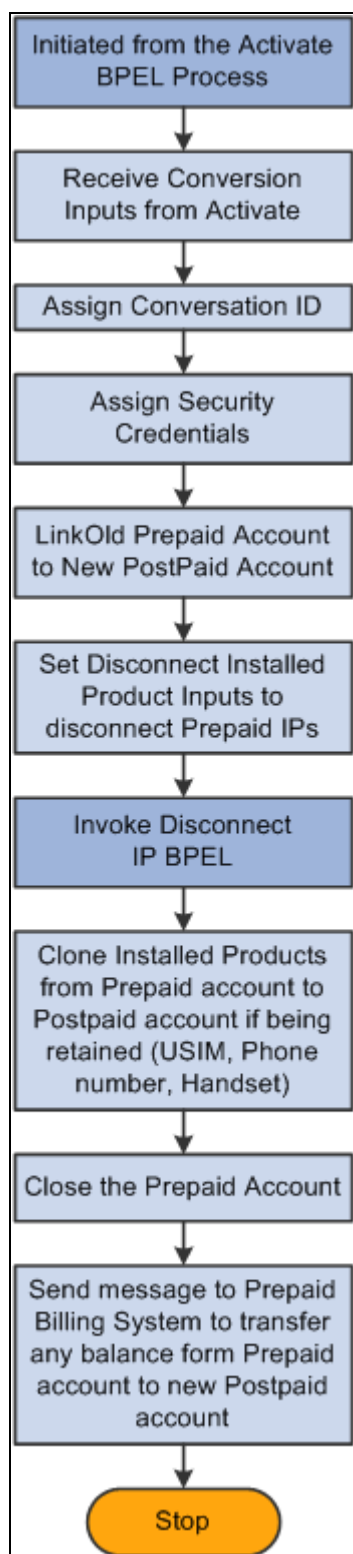 Initiated from the Activate
BPEL Process
Receive Conversion
Inputs from Activate
Assign Conversation ID
Assign Security
Credentials
LinkOld Prepaid Account
to New PostPaid Account
Set Disconnect Installed
Product Inputs to
disconnect Prepaid IPs
Invoke Disconnect
IP BPEL
Clone Installed Products
from Prepaid account to
Postpaid account if being
retained (USIM, Phone
number, Handset)
Close the Prepaid Account
Send message to Prepaid
Billing System to transfer
any balance form Prepaid
account to new Postpaid
account
Stop